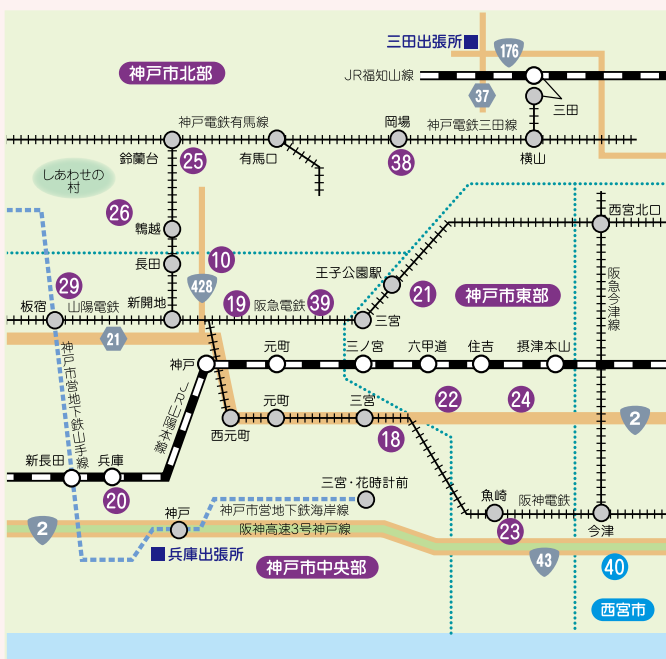 三田出張所
176
神戸市北部
JR福知山線
37
三田
神戸電鉄有馬線
岡場
神戸電鉄三田線
鈴蘭台
25
有馬口
38
横山
しあわせの
村
26
鵯越
西宮北口
長田
10
王子公園駅
29
428
21
神戸市東部
板宿
山陽電鉄
新開地
19
阪急電鉄
39
三宮
阪急今津線
21
神戸市営地下鉄山手線
神戸
元町
三ノ宮
六甲道
住吉
摂津本山
JR山陽本線
22
24
元町
三宮
西元町
18
2
新長田
兵庫
20
三宮・花時計前
魚崎
阪神電鉄
神戸
神戸市営地下鉄海岸線
2
阪神高速3号神戸線
23
今津
兵庫出張所
神戸市中央部
43
40
西宮市